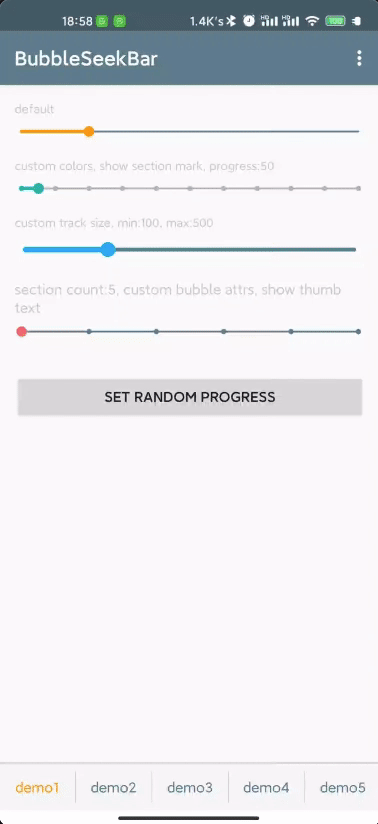 18:58
1.4K's
BubbleSeekBar
default
custom colors, show section mark, progress:50
custom track size, min:100, max:500
section count:5, custom bubble attrs, show thumb
text
SET RANDOM PROGRESS
demo1 demo2 demo3 demo4 demo5